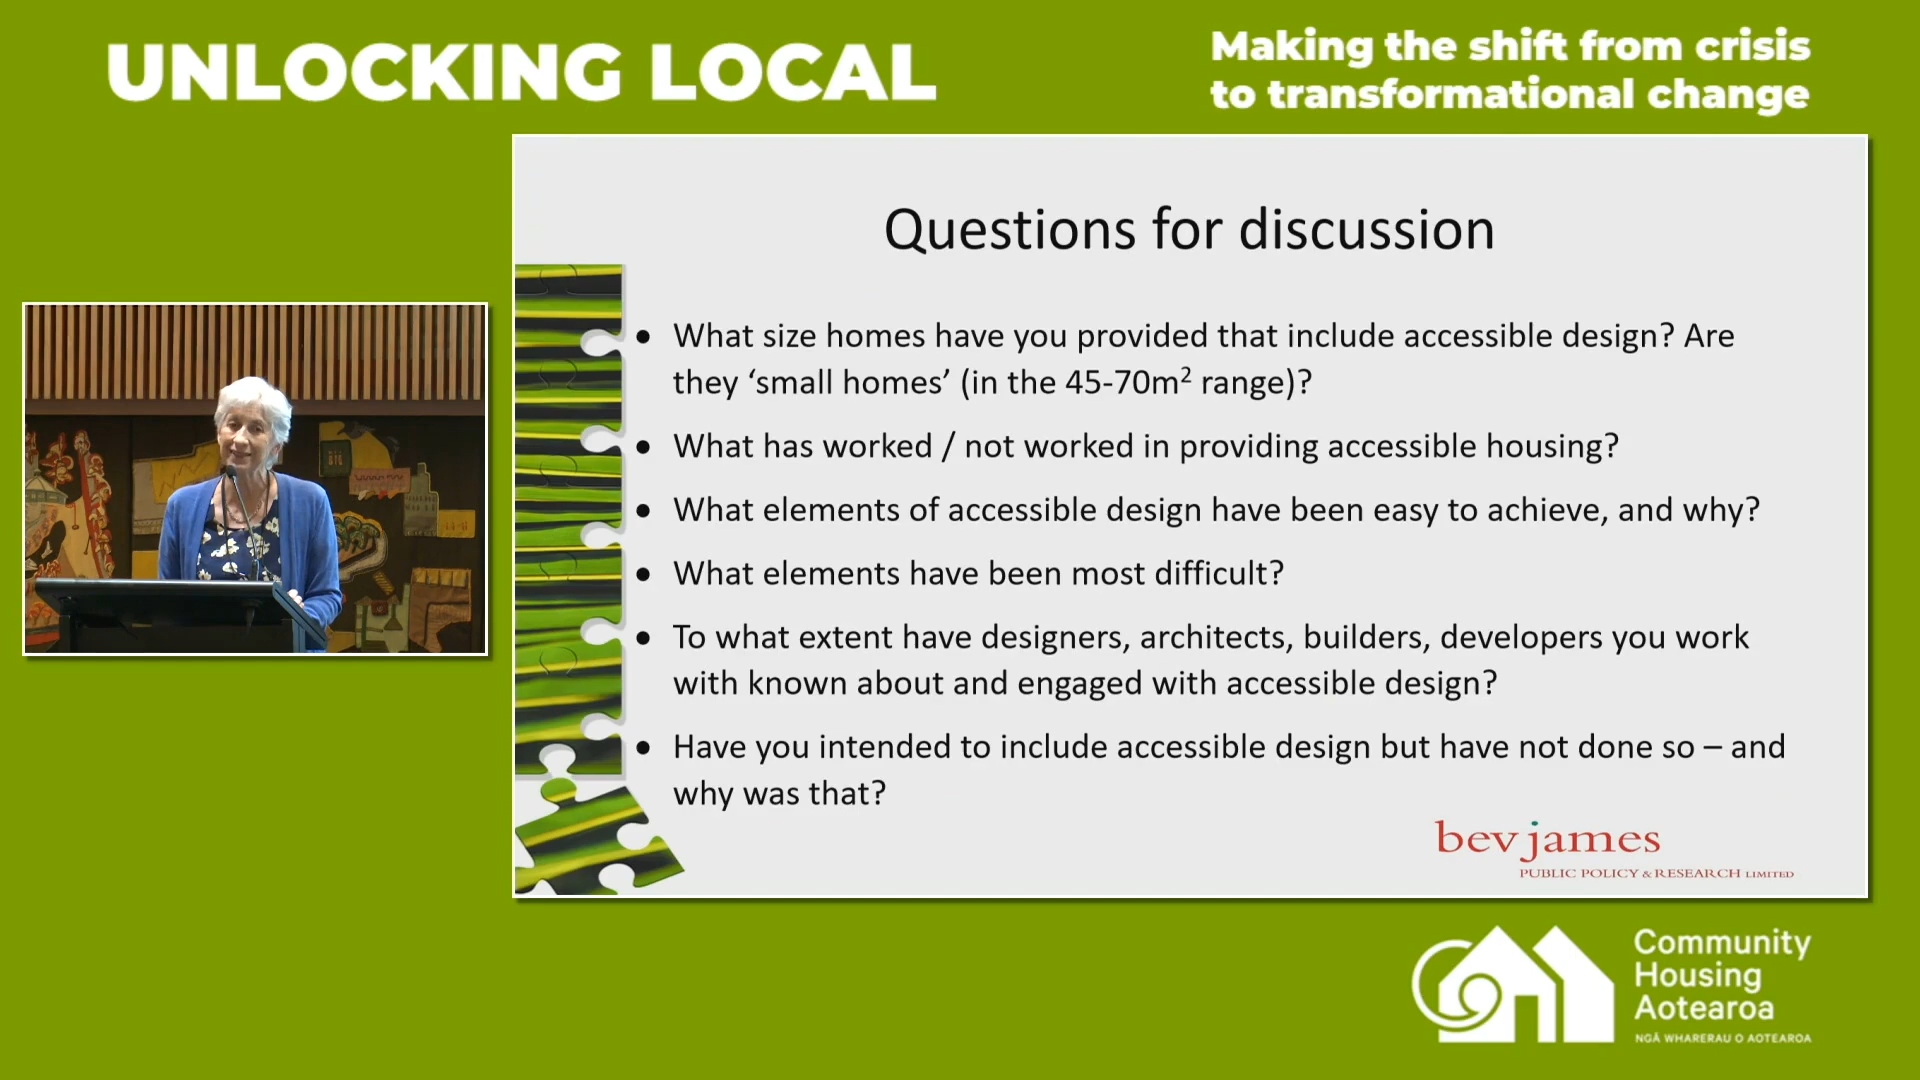 UNLOCKING LOCAL
Making the shift from crisis
to transformational change
Questions for discussion
• What size homes have you provided that include accessible design? Are
they ‘small homes’ (in the 45-70m² range)?
• What has worked / not worked in providing accessible housing?
• What elements of accessible design have been easy to achieve, and why?
• What elements have been most difficult?
• To what extent have designers, architects, builders, developers you work
with known about and engaged with accessible design?
• Have you intended to include accessible design but have not done so – and
why was that?
bev james
PUBLIC POLICY & RESEARCH LIMITED
Community
Housing
Aotearoa
NGĀ WHARERAU O AOTEAROA